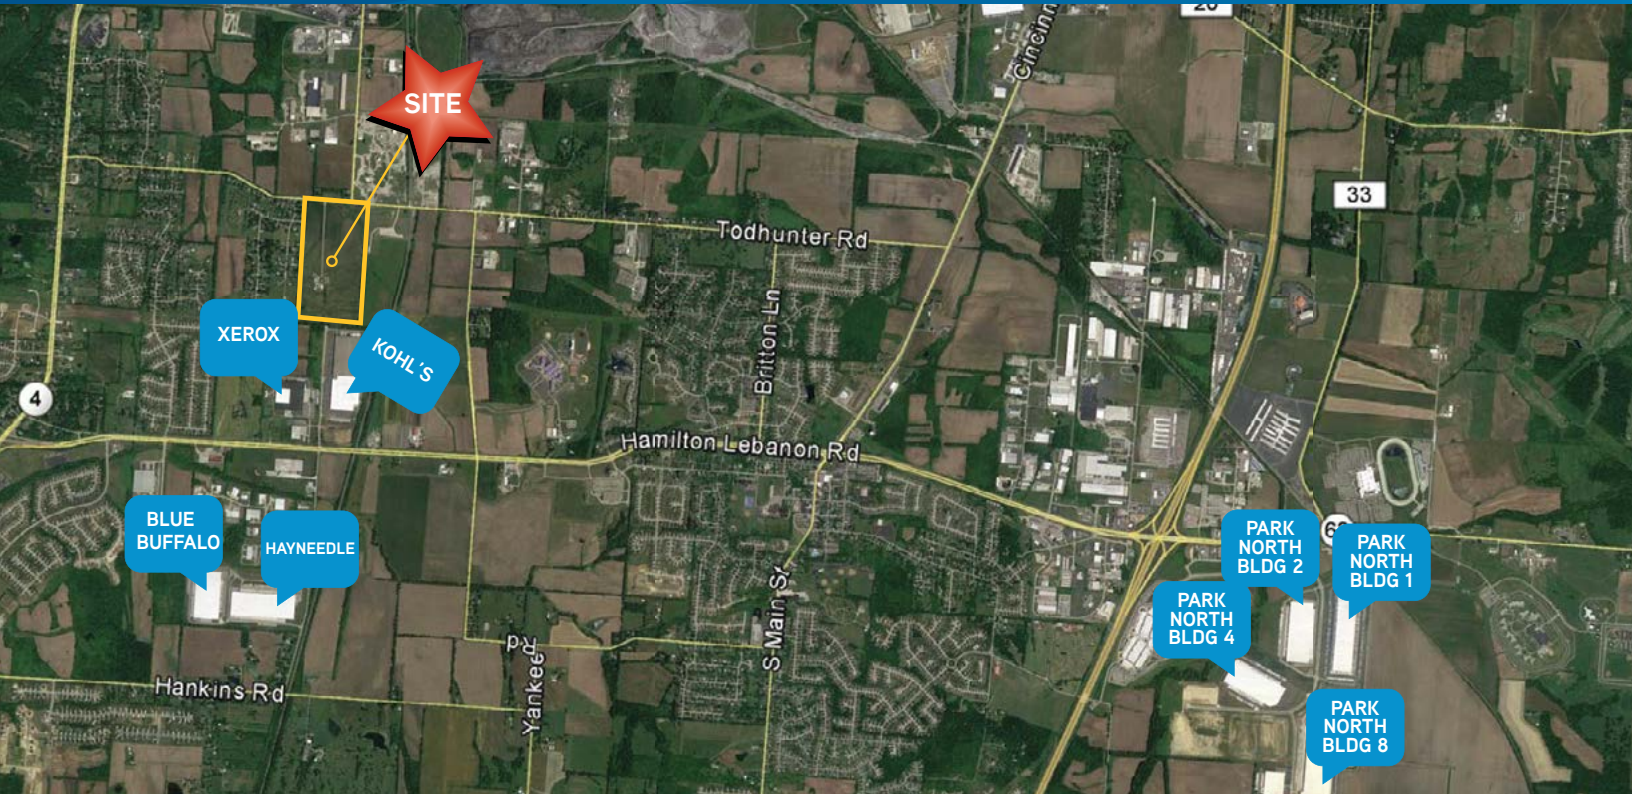 20
Cincinn
SITE
33
Todhunter Rd
XEROX
KOHL'S
Britton Ln
4
Hamilton Lebanon Rd
BLUE
BUFFALO
HAYNEEDLE
PARK
NORTH
BLDG 2
63
PARK
NORTH
BLDG 1
PARK
NORTH
BLDG 4
S Main St
Yankee Rd
Hankins Rd
PARK
NORTH
BLDG 8